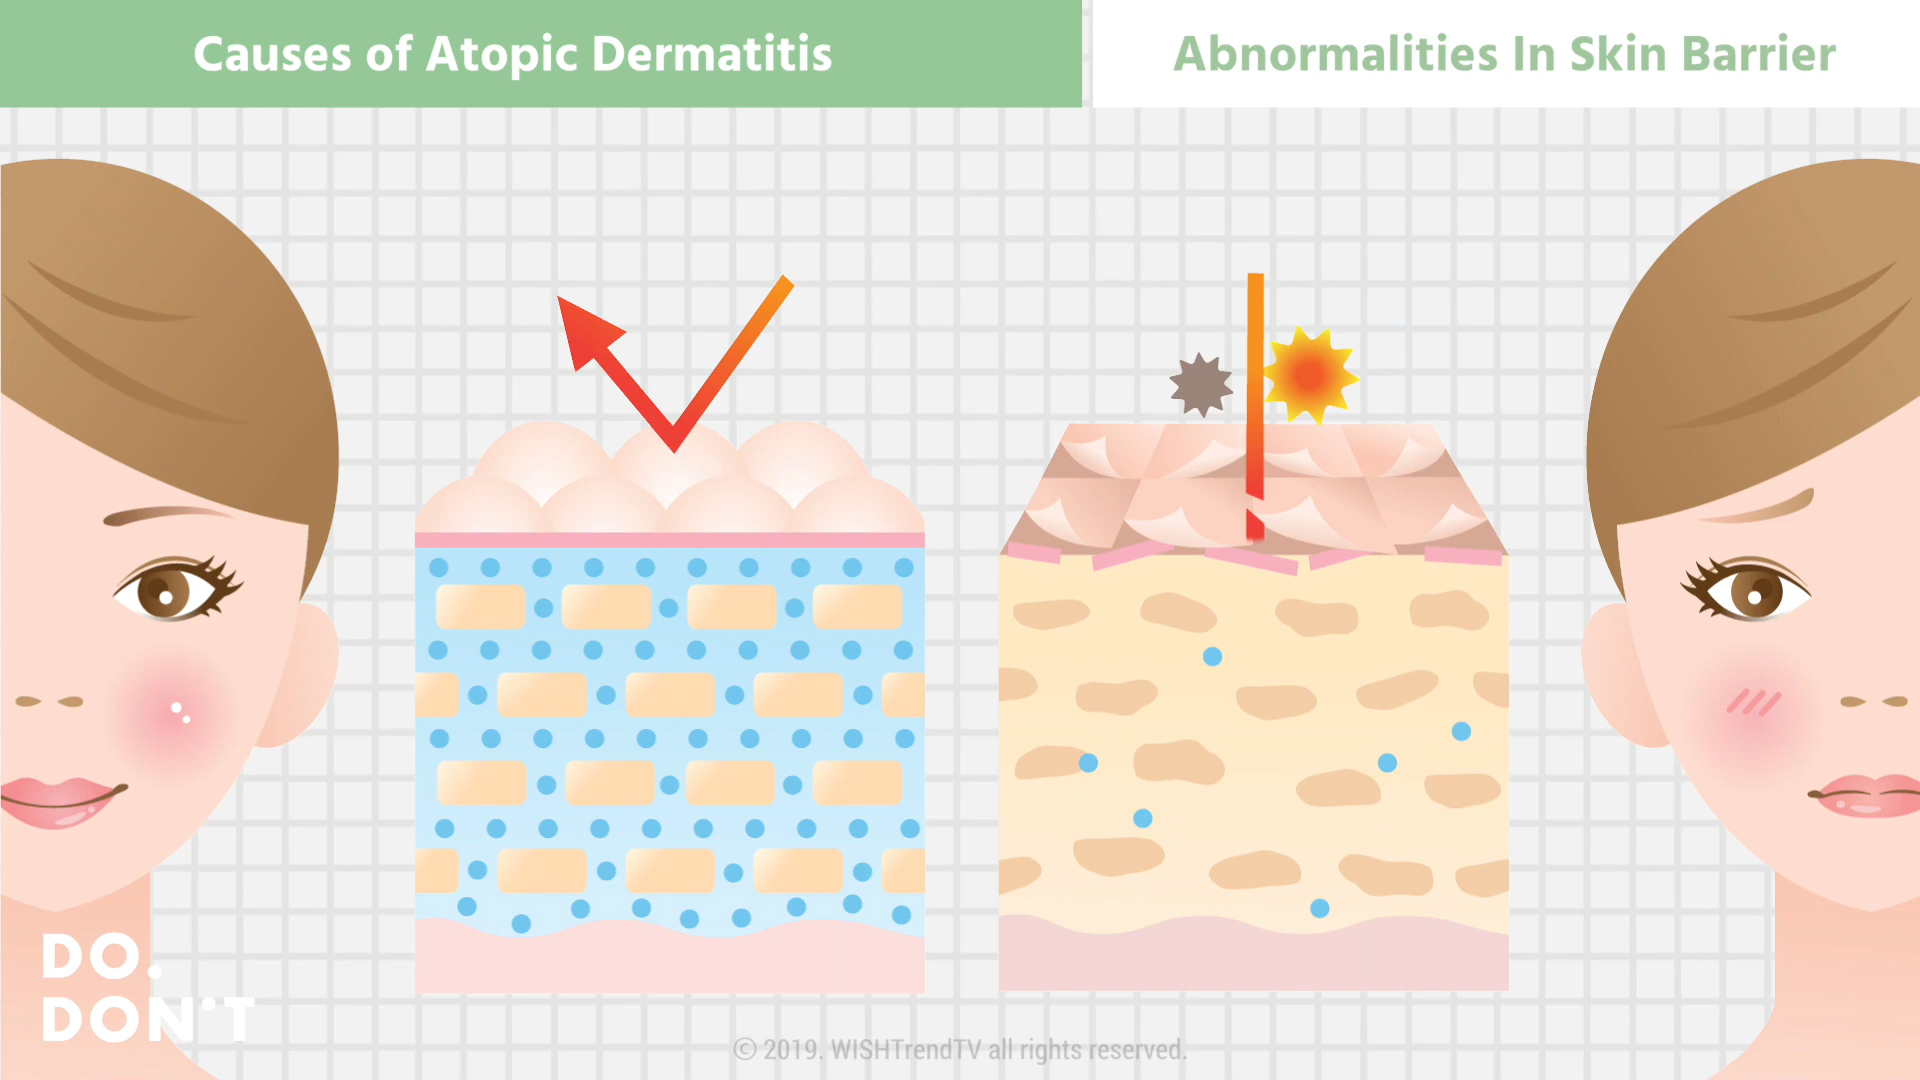 Causes of Atopic Dermatitis
Abnormalities In Skin Barrier
DO.
DON'T
© 2019. WISHTrendTV all rights reserved.